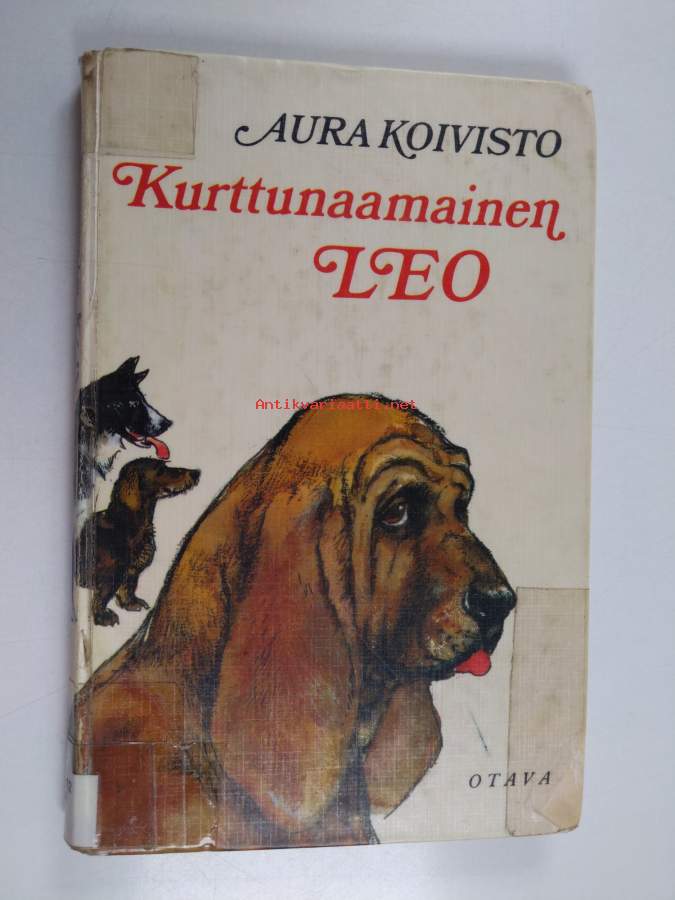 AURA KOIVISTO
Kurttunaamainen
LEO
Antikvariaatti.net
OTAVA